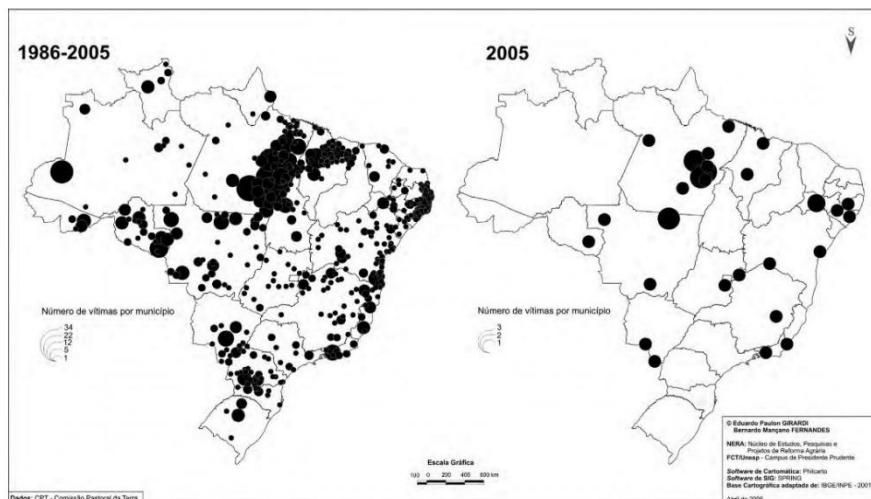 1986-2005
Número de vítimas por município
34
22
12
5
1
2005
S
Número de vítimas por município
3
2
1
Escala Gráfica
100 0 200 400 600 km
© Eduardo Paulon GIRARDI
Bernardo Mançano FERNANDES
NERA: Núcleo de Estudos, Pesquisas e
Projetos de Reforma Agrária
FCT/Unesp - Campus de Presidente Prudente
Software de Cartomática: Philcarto
Software de SIG: SPRING
Base Cartográfica adaptada de: IBGE/INPE - 2001
Dados: CPT - Comissão Pastoral da Terra
Abril de